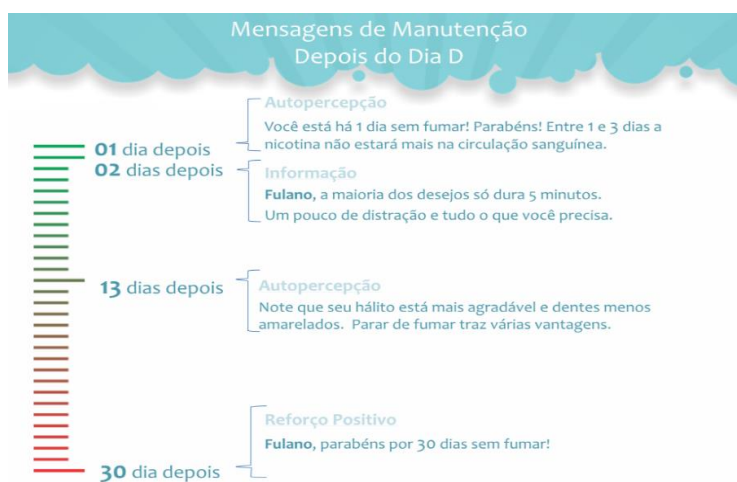 Mensagens de Manutenção
Depois do Dia D
Autopercepção
Você está há 1 dia sem fumar! Parabéns! Entre 1 e 3 dias a
nicotina não estará mais na circulação sanguínea.
01 dia depois
02 dias depois
Informação
Fulano, a maioria dos desejos só dura 5 minutos.
Um pouco de distração e tudo o que você precisa.
13 dias depois
Autopercepção
Note que seu hálito está mais agradável e dentes menos
amarelados. Parar de fumar traz várias vantagens.
Reforço Positivo
Fulano, parabéns por 30 dias sem fumar!
30 dia depois